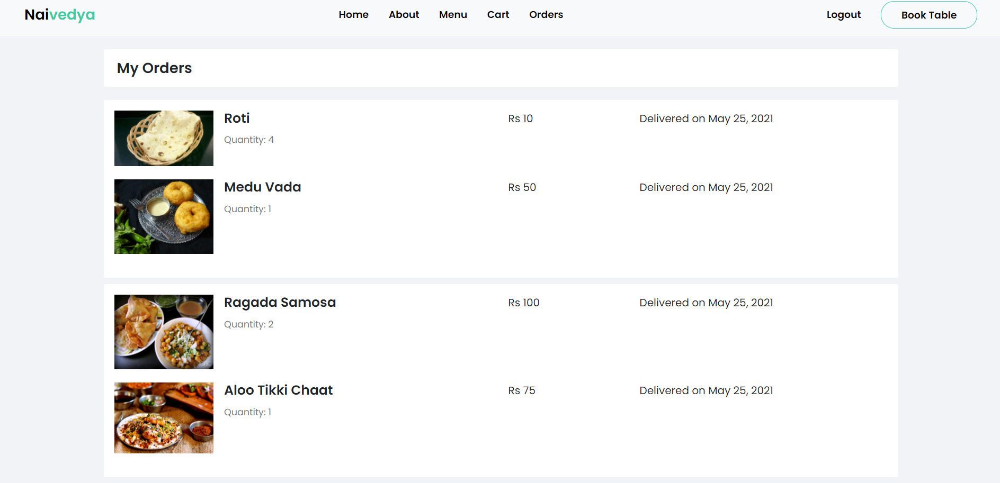 Naivedya
Home About Menu Cart Orders
Logout Book Table
My Orders
Roti Rs 10 Delivered on May 25, 2021
Quantity: 4
Medu Vada Rs 50 Delivered on May 25, 2021
Quantity: 1
Ragada Samosa Rs 100 Delivered on May 25, 2021
Quantity: 2
Aloo Tikki Chaat Rs 75 Delivered on May 25, 2021
Quantity: 1